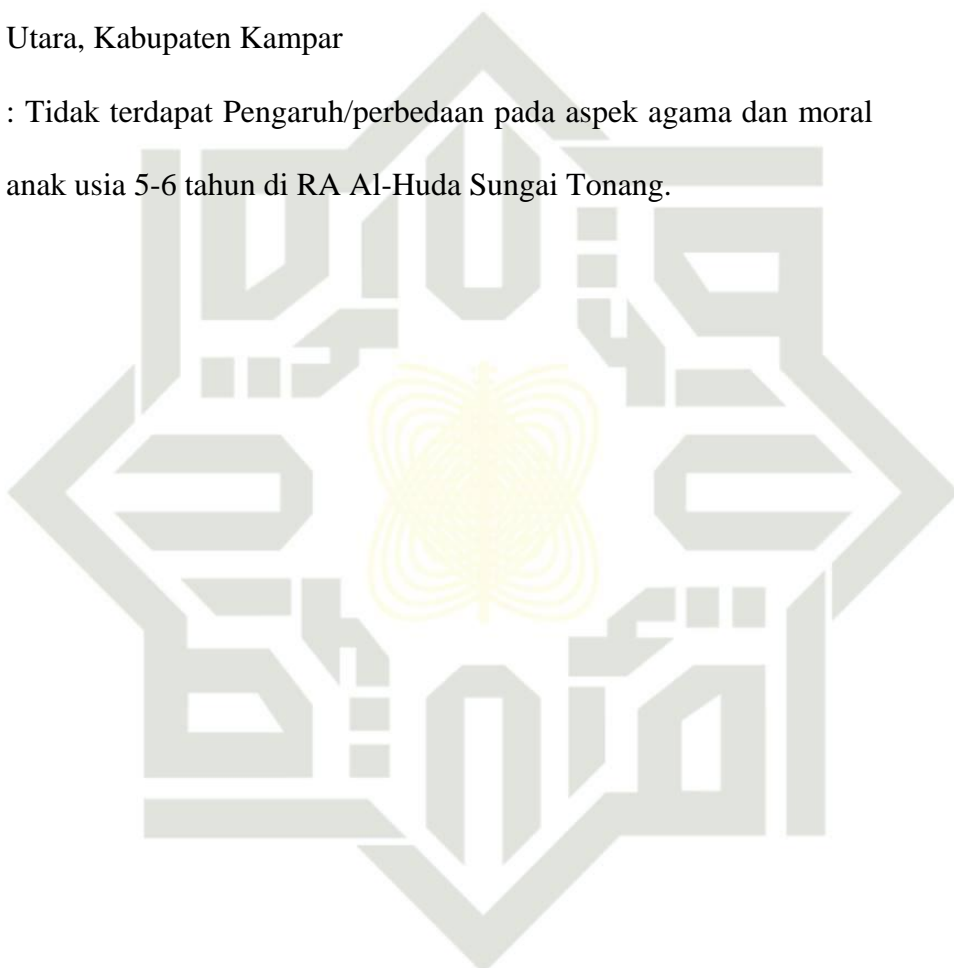 Utara, Kabupaten Kampar
: Tidak terdapat Pengaruh/perbedaan pada aspek agama dan moral
anak usia 5-6 tahun di RA Al-Huda Sungai Tonang.